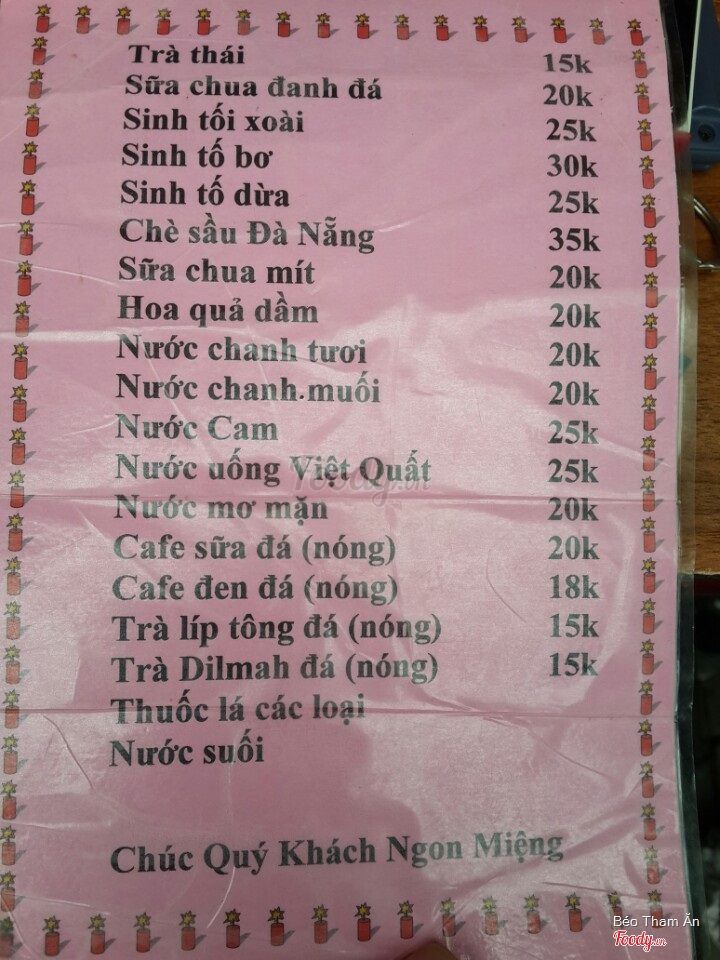 Trà thái 15k
Sữa chua đanh đá 20k
Sinh tối xoài 25k
Sinh tố bơ 30k
Sinh tố dừa 25k
Chè sầu Đà Nẵng 35k
Sữa chua mít 20k
Hoa quả dầm 20k
Nước chanh tươi 20k
Nước chanh.muối 20k
Nước Cam 25k
Nước uống Việt Quất 25k
Nước mơ mặn 20k
Cafe sữa đá (nóng) 20k
Cafe đen đá (nóng) 18k
Trà líp tông đá (nóng) 15k
Trà Dilmah đá (nóng) 15k
Thuốc lá các loại
Nước suối
Chúc Quý Khách Ngon Miệng
Foody.vn
Béo Tham Ăn
Foody.vn